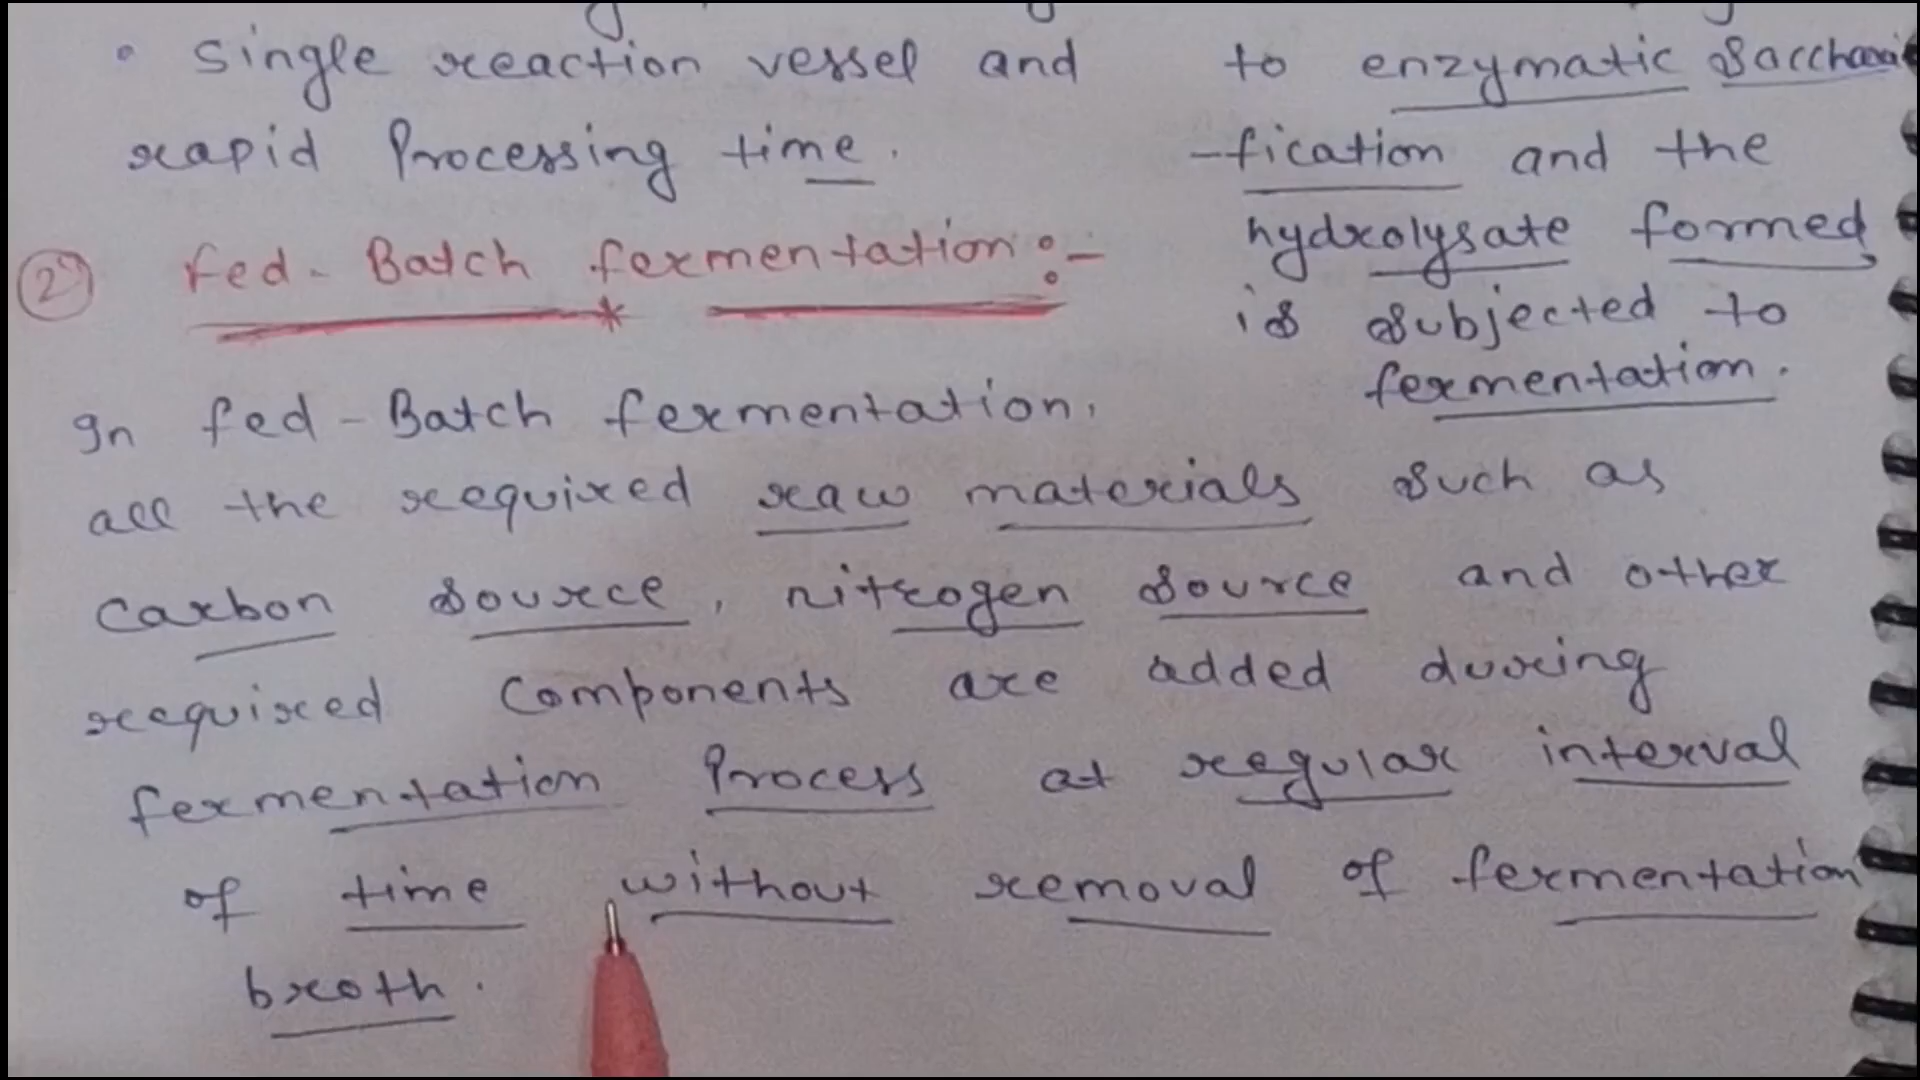 • Single reaction vessel and
rapid Processing time.
to enzymatic Sacchari
-fication and the
hydrolysate formed
is subjected to
fermentation.
(2) Fed-Batch fermentation :-
In fed-Batch fermentation,
all the required raw materials such as
Carbon source, nitrogen source and other
required components are added during
fermentation Process at regular interval
of time without removal of fermentation
broth.